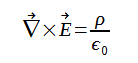 ∇⃗ × E⃗ = ρ / ϵ₀